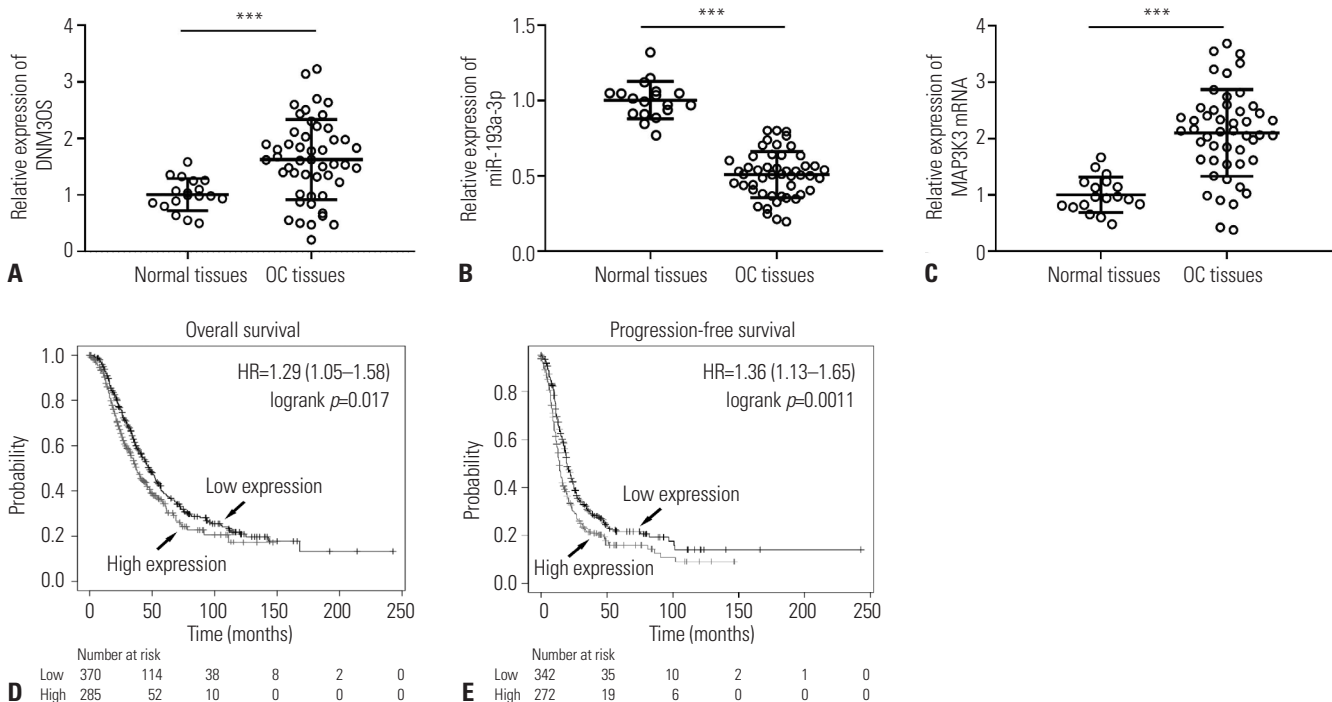 ***
Relative expression of
DNM3OS
4
3
2
1
0
Normal tissues OC tissues
A
***
Relative expression of
miR-193a-3p
1.5
1.0
0.5
0.0
Normal tissues OC tissues
B
***
Relative expression of
MAP3K3 mRNA
4
3
2
1
0
Normal tissues OC tissues
C
Overall survival
HR=1.29 (1.05–1.58)
logrank p=0.017
Probability
1.0
0.8
0.6
0.4
0.2
0.0
Low expression
High expression
0 50 100 150 200 250
Time (months)
Number at risk
Low 370 114 38 8 2 0
High 285 52 10 0 0 0
D
Progression-free survival
HR=1.36 (1.13–1.65)
logrank p=0.0011
Probability
0.8
0.6
0.4
0.2
0.0
Low expression
High expression
0 50 100 150 200 250
Time (months)
Number at risk
Low 342 35 10 2 1 0
High 272 19 6 0 0 0
E